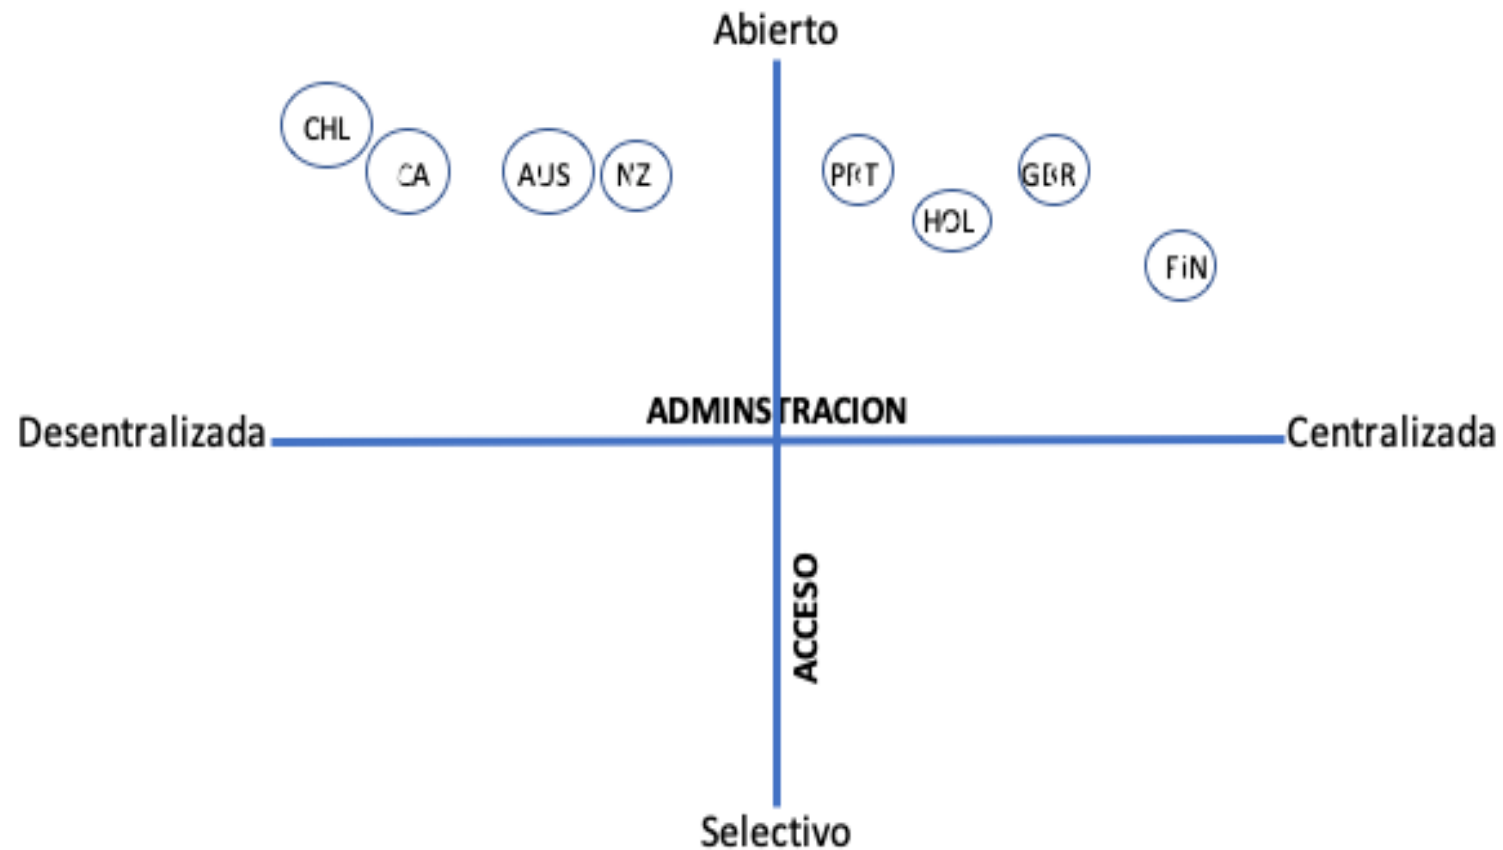 Abierto
CHL
CA
AUS
NZ
PRT
GBR
HOL
FiN
ADMINSTRACION
Desentralizada
Centralizada
ACCESO
Selectivo